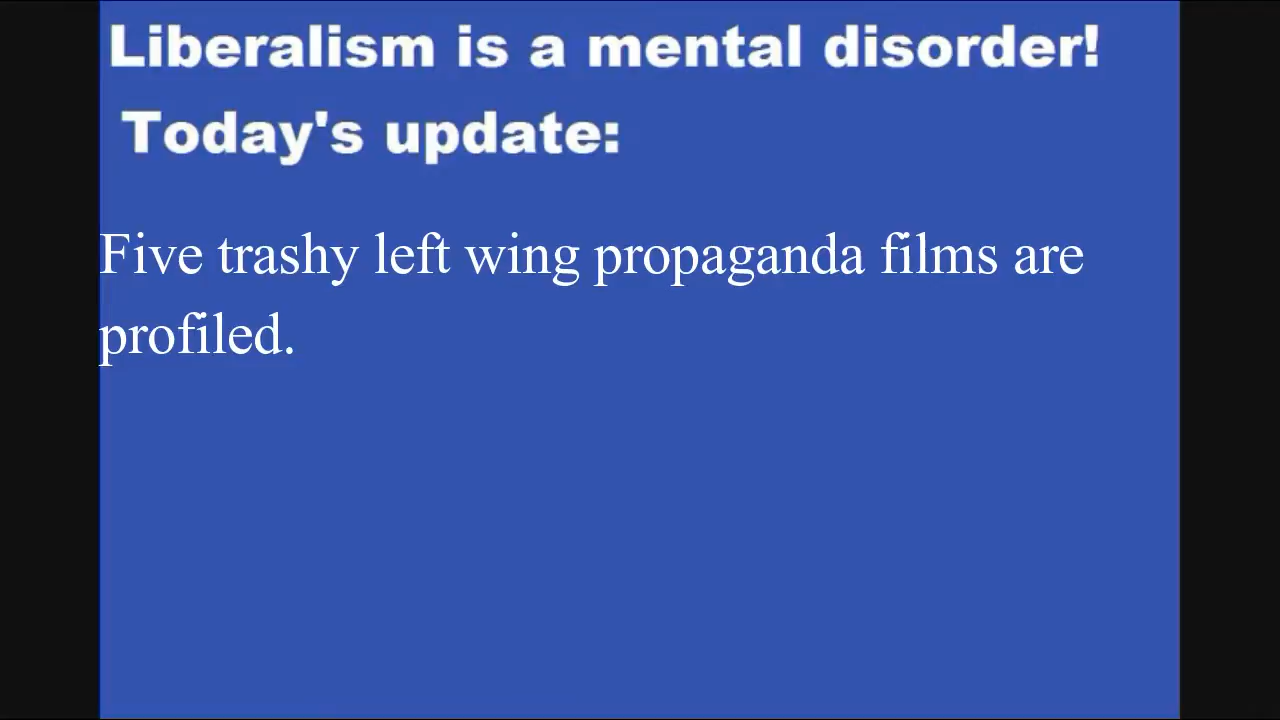 Liberalism is a mental disorder!
Today's update:
Five trashy left wing propaganda films are
profiled.